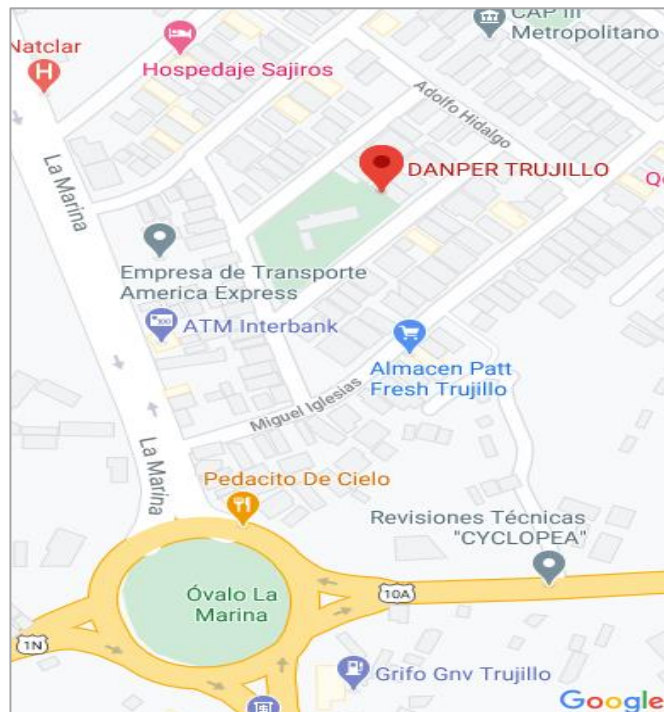 CAP III
Metropolitano
Natclar
Hospedaje Sajiros
Adolfo Hidalgo
DANPER TRUJILLO
La Marina
Empresa de Transporte
America Express
ATM Interbank
Almacen Patt
Fresh Trujillo
Miguel Iglesias
La Marina
Pedacito De Cielo
Revisiones Técnicas
"CYCLOPEA"
Óvalo La
Marina
10A
1N
Grifo Gnv Trujillo
Google